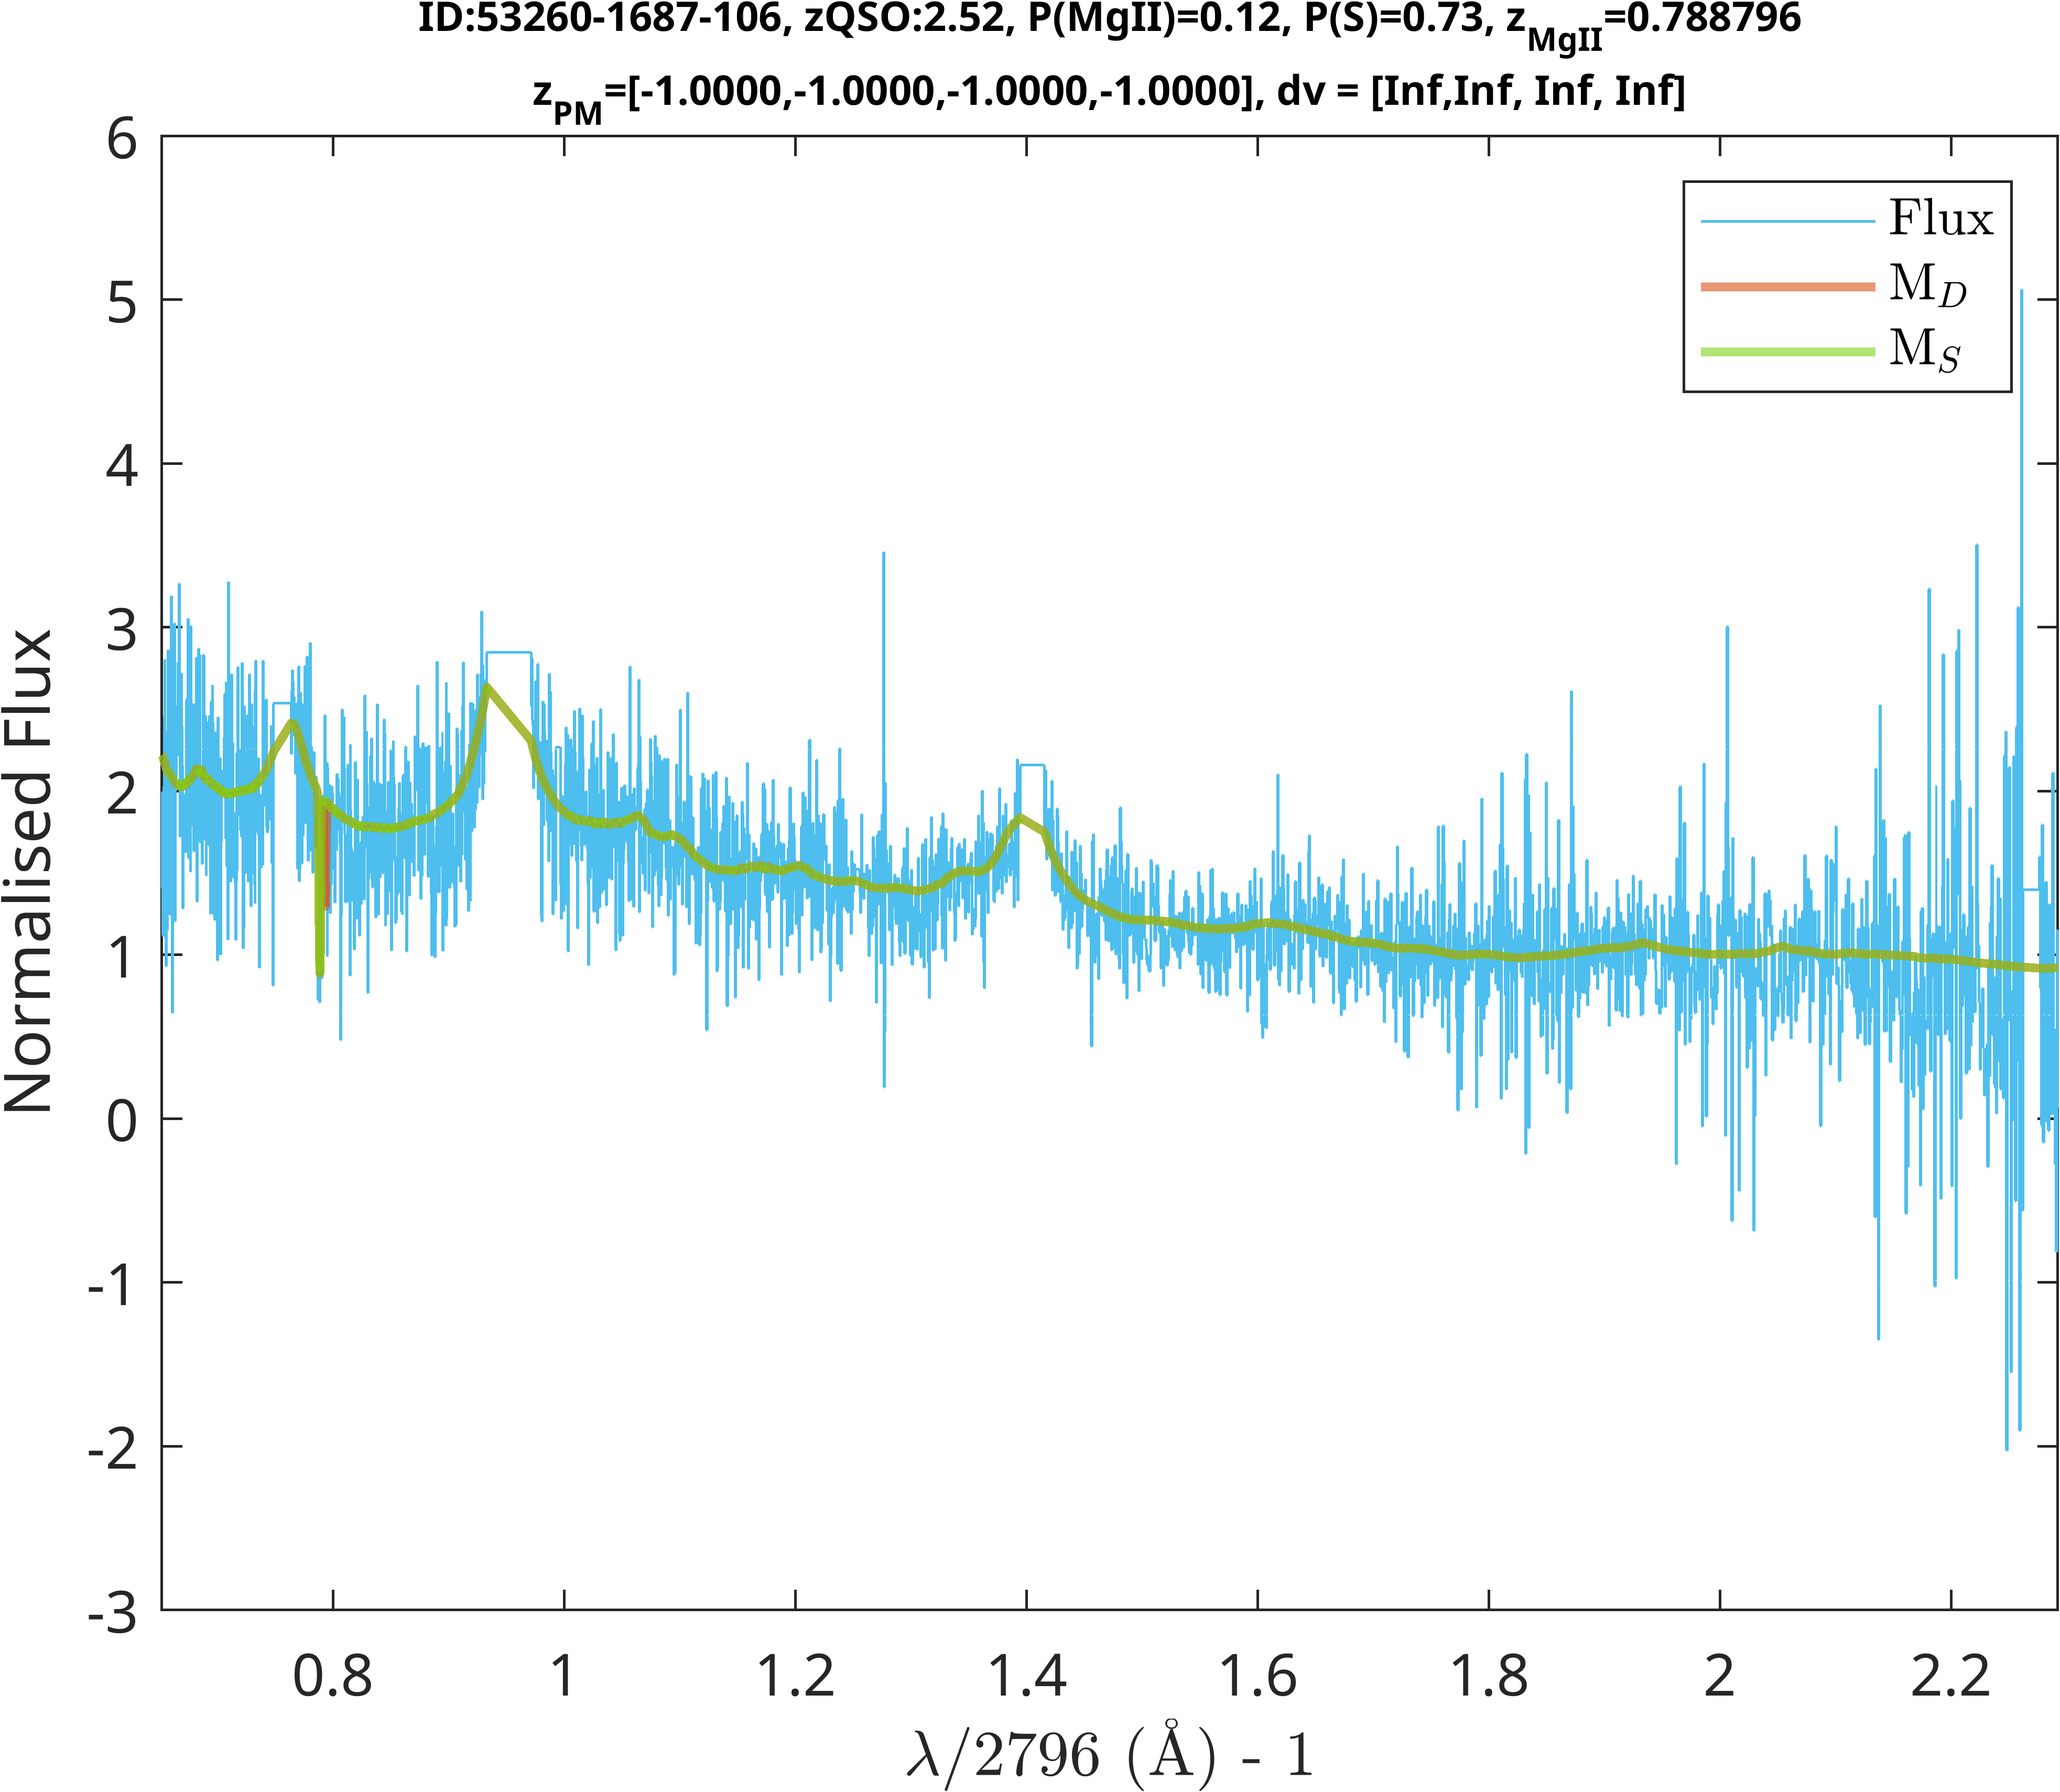 ID:53260-1687-106, zQSO:2.52, P(MgII)=0.12, P(S)=0.73, zMgII=0.788796
zPM=[-1.0000,-1.0000,-1.0000,-1.0000], dv = [Inf,Inf, Inf, Inf]
6
5
4
3
2
1
0
-1
-2
-3
Normalised Flux
Flux
MD
MS
0.8 1 1.2 1.4 1.6 1.8 2 2.2
λ/2796 (Å) - 1